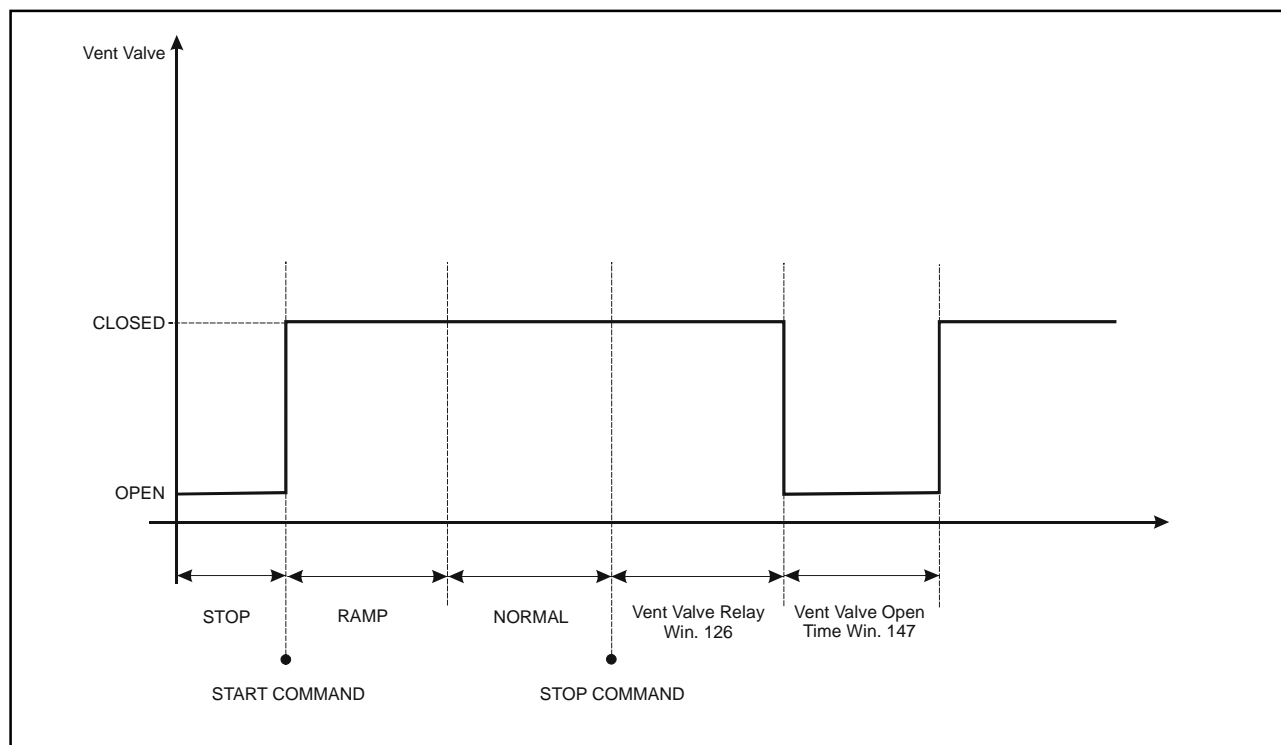 Vent Valve
CLOSED
OPEN
STOP
RAMP
NORMAL
Vent Valve Relay
Win. 126
Vent Valve Open
Time Win. 147
START COMMAND
STOP COMMAND